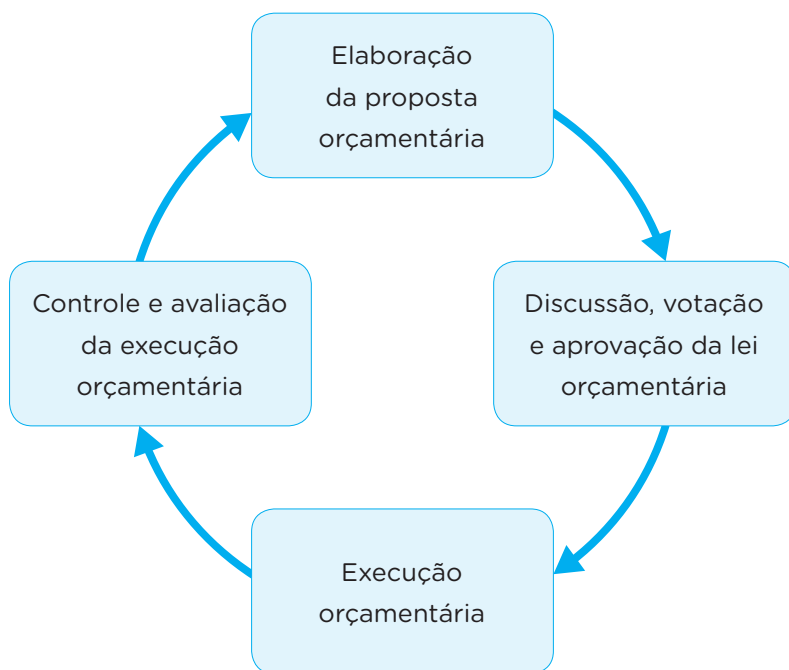 Elaboração
da proposta
orçamentária
Discussão, votação
e aprovação da lei
orçamentária
Execução
orçamentária
Controle e avaliação
da execução
orçamentária